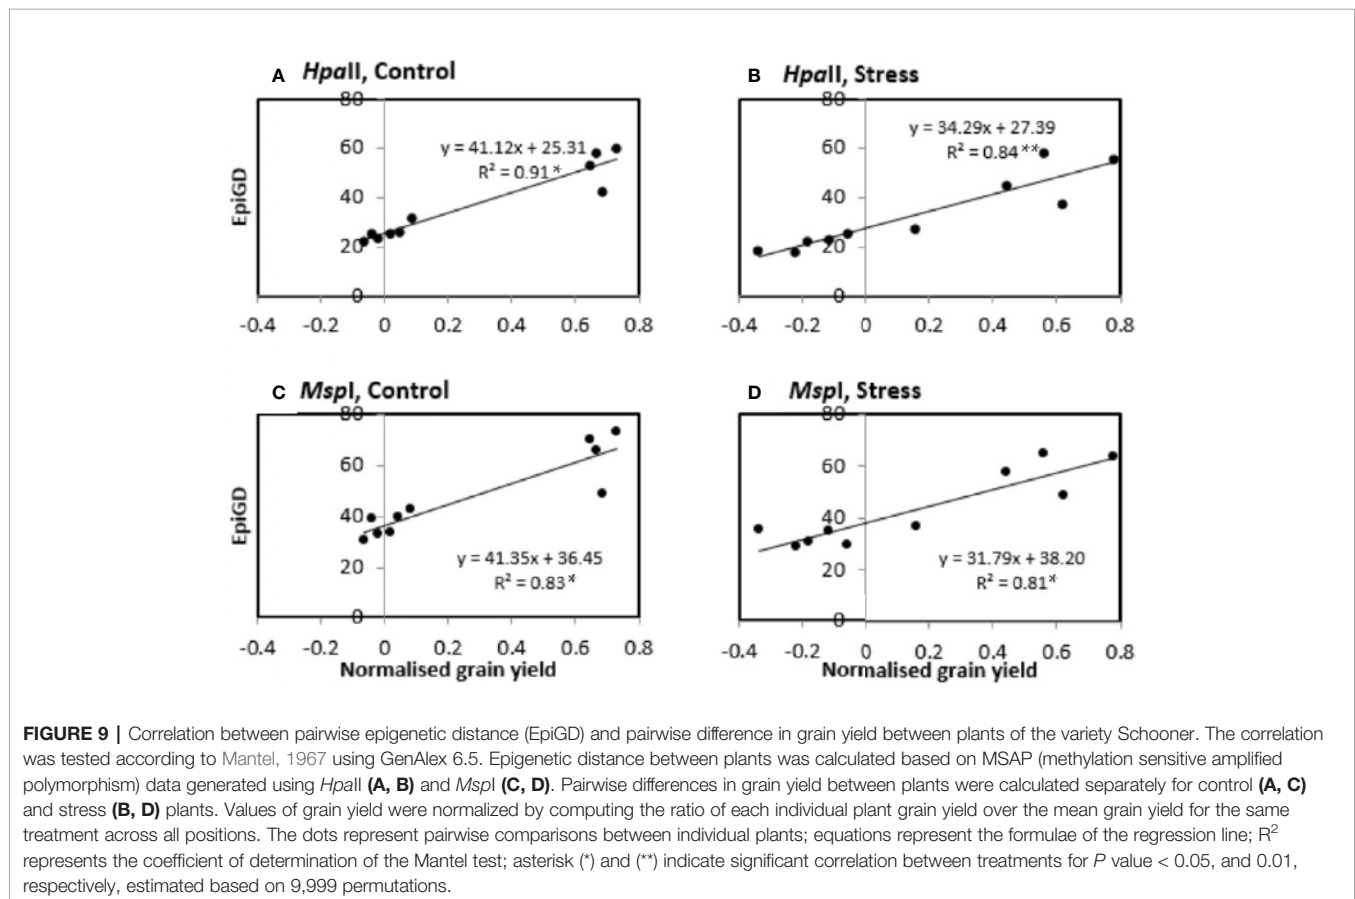 A HpaII, Control
B HpaII, Stress
80
60
40
20
0
EpiGD
y = 41.12x + 25.31
R² = 0.91 *
-0.4 -0.2 0 0.2 0.4 0.6 0.8
80
60
40
20
0
y = 34.29x + 27.39
R² = 0.84 **
-0.4 -0.2 0 0.2 0.4 0.6 0.8
C MspI, Control
D MspI, Stress
80
60
40
20
0
EpiGD
y = 41.35x + 36.45
R² = 0.83*
-0.4 -0.2 0 0.2 0.4 0.6 0.8
Normalised grain yield
80
60
40
20
0
y = 31.79x + 38.20
R² = 0.81*
-0.4 -0.2 0 0.2 0.4 0.6 0.8
Normalised grain yield
FIGURE 9 | Correlation between pairwise epigenetic distance (EpiGD) and pairwise difference in grain yield between plants of the variety Schooner. The correlation
was tested according to Mantel, 1967 using GenAlex 6.5. Epigenetic distance between plants was calculated based on MSAP (methylation sensitive amplified
polymorphism) data generated using HpaII (A, B) and MspI (C, D). Pairwise differences in grain yield between plants were calculated separately for control (A, C)
and stress (B, D) plants. Values of grain yield were normalized by computing the ratio of each individual plant grain yield over the mean grain yield for the same
treatment across all positions. The dots represent pairwise comparisons between individual plants; equations represent the formulae of the regression line; R²
represents the coefficient of determination of the Mantel test; asterisk (*) and (**) indicate significant correlation between treatments for P value < 0.05, and 0.01,
respectively, estimated based on 9,999 permutations.